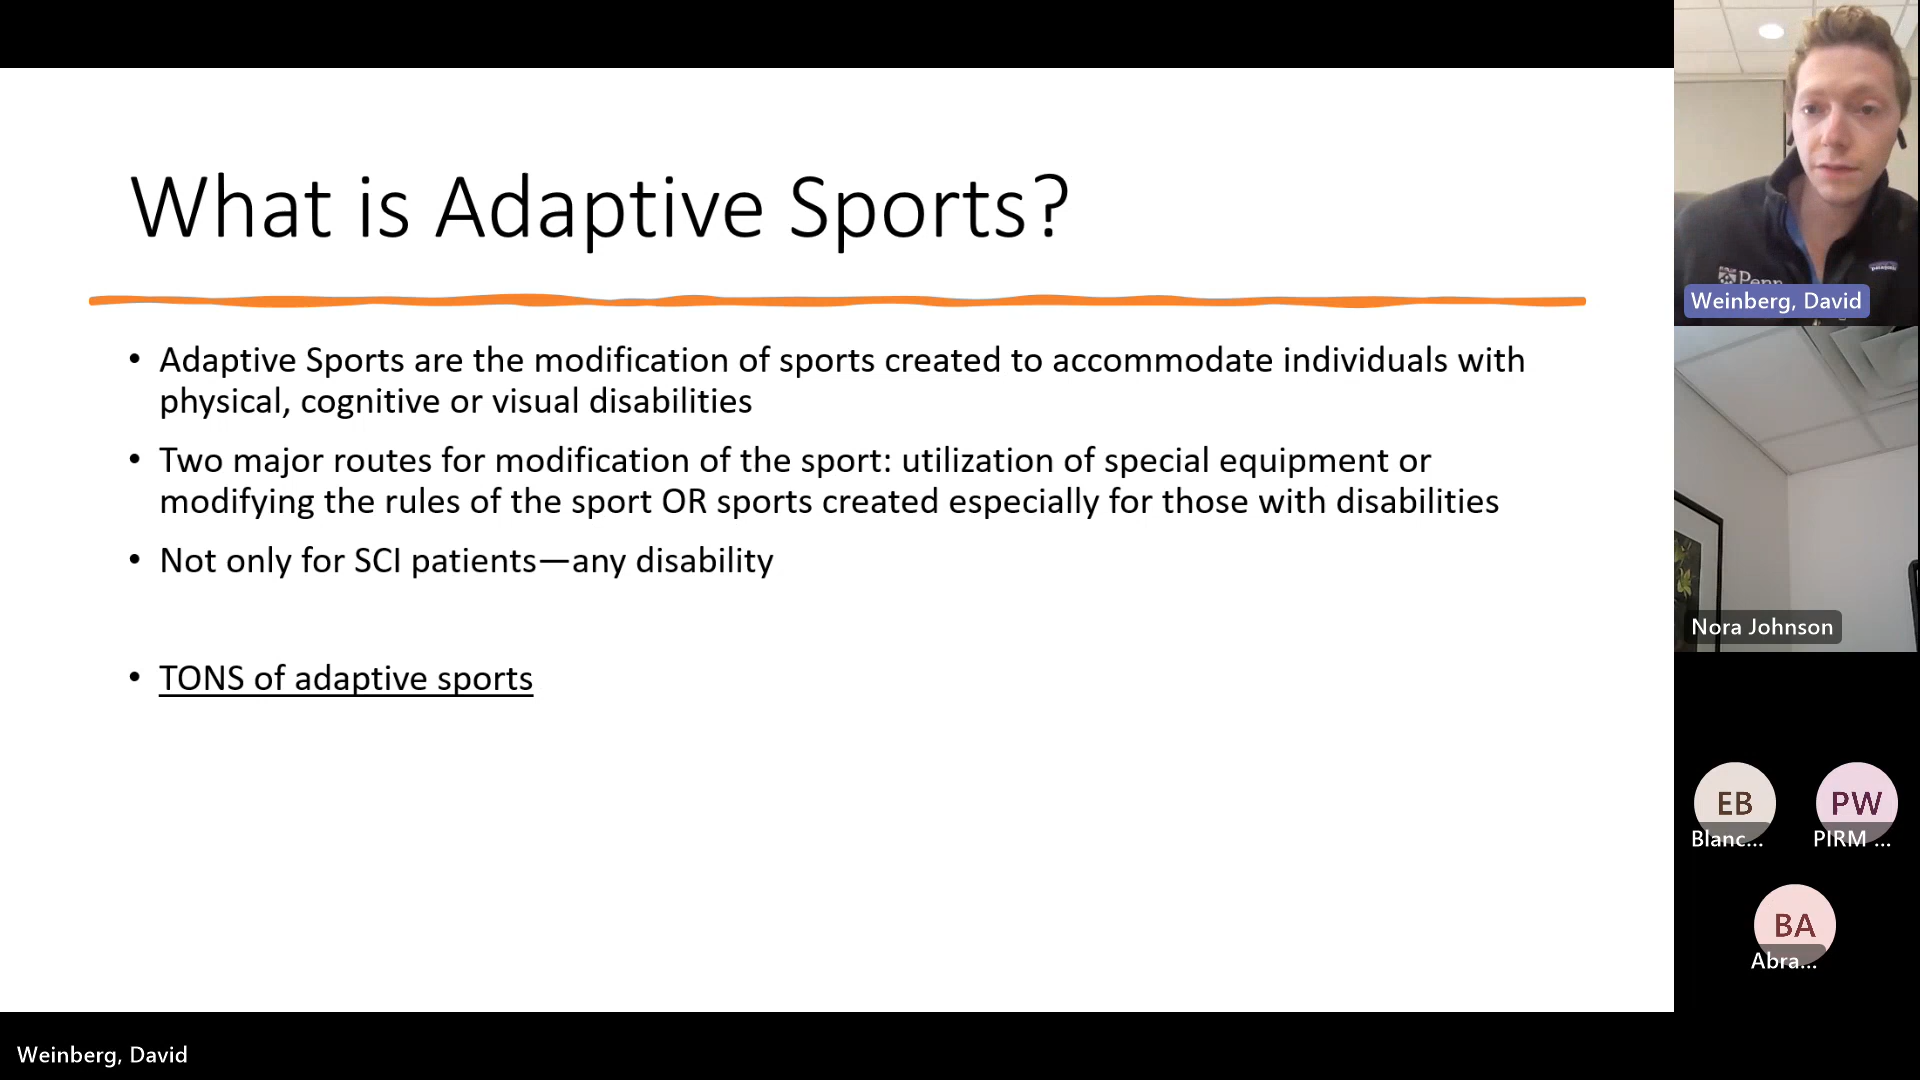 What is Adaptive Sports?
• Adaptive Sports are the modification of sports created to accommodate individuals with
physical, cognitive or visual disabilities
• Two major routes for modification of the sport: utilization of special equipment or
modifying the rules of the sport OR sports created especially for those with disabilities
• Not only for SCI patients—any disability
• TONS of adaptive sports
Penn
Weinberg, David
Nora Johnson
EB
Blanc...
PW
PIRM ...
BA
Abra...
Weinberg, David